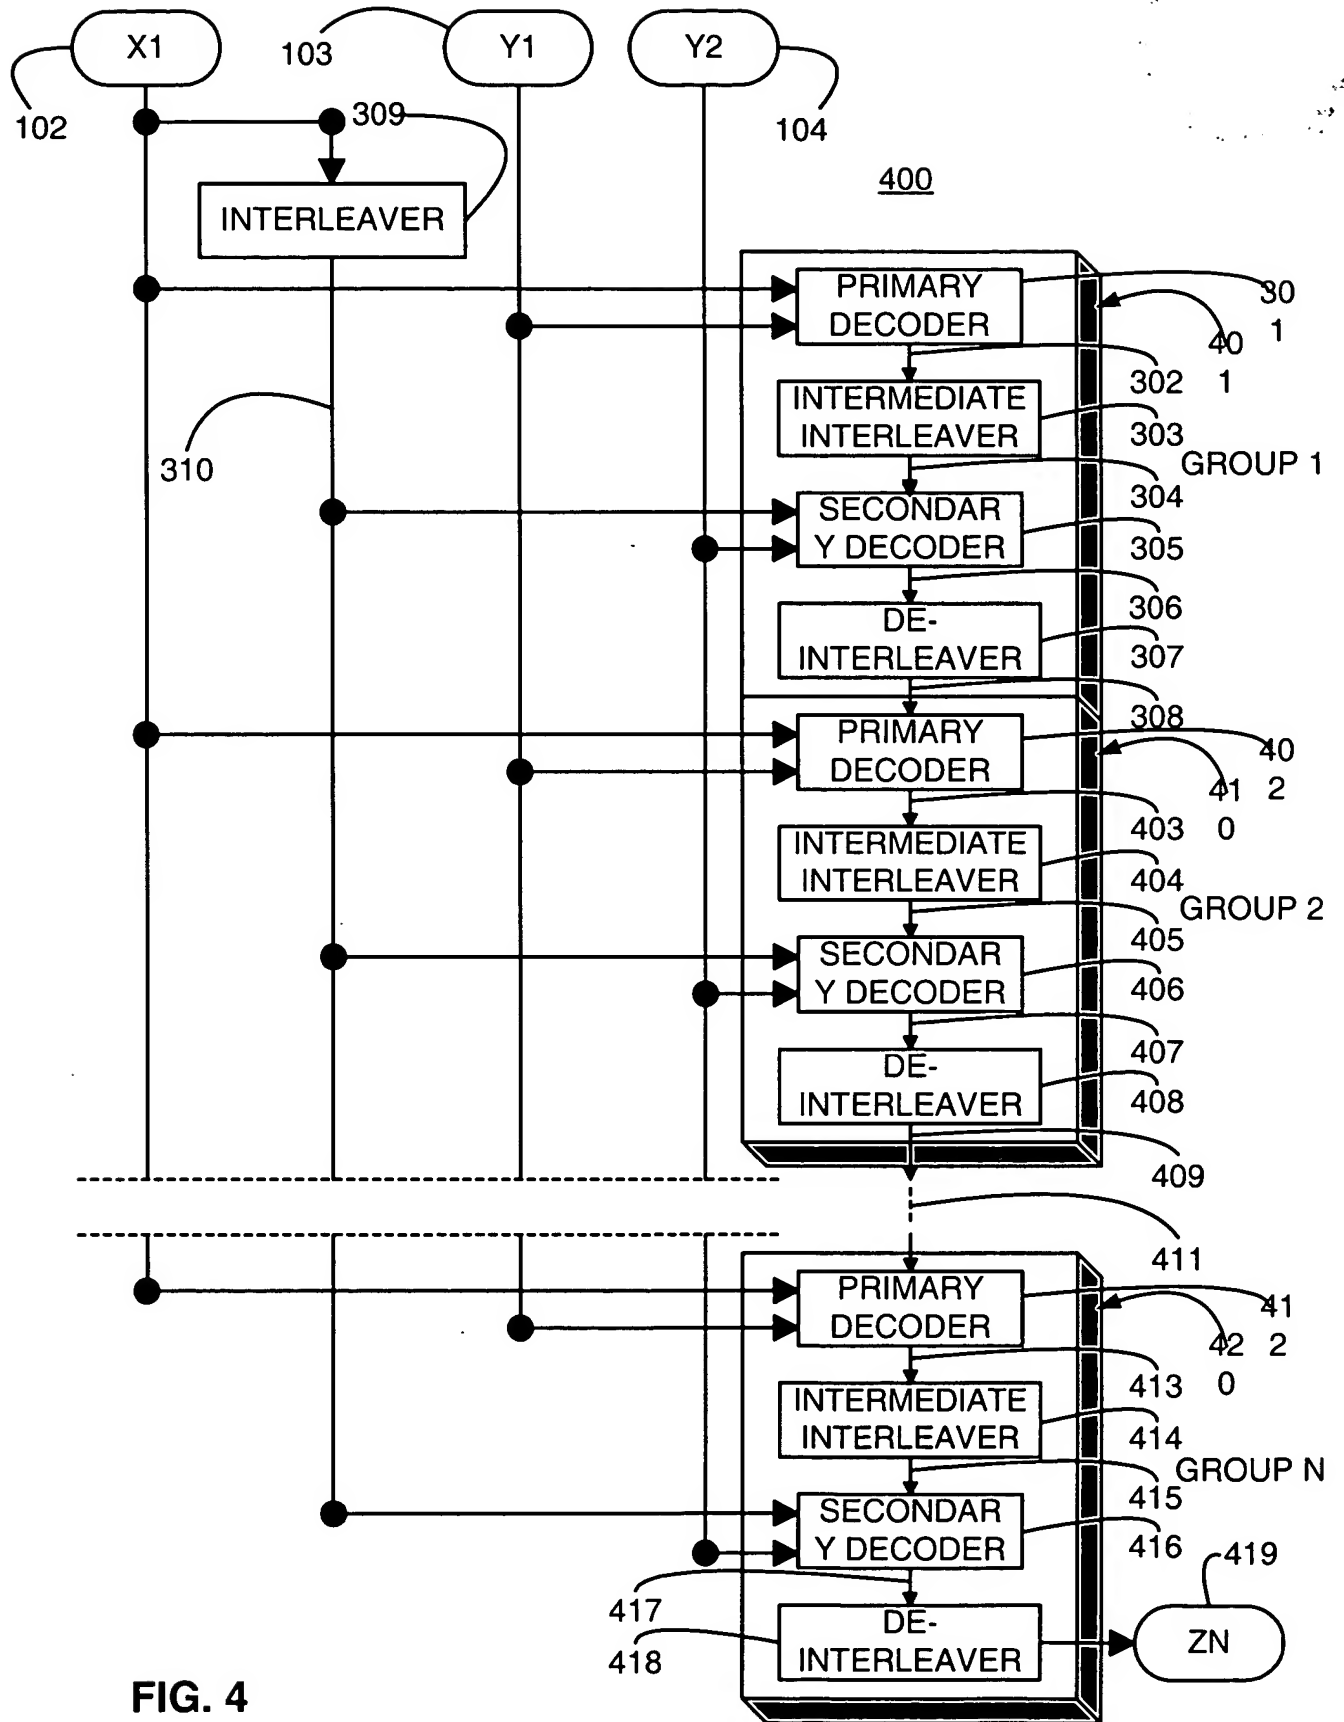 X1
Y1
Y2
102
103
104
309
INTERLEAVER
400
PRIMARY
DECODER
30
1
40
1
302
INTERMEDIATE
INTERLEAVER
303
310
GROUP 1
304
SECONDAR
Y DECODER
305
306
DE-
INTERLEAVER
307
308
PRIMARY
DECODER
40
2
41
0
403
INTERMEDIATE
INTERLEAVER
404
GROUP 2
405
SECONDAR
Y DECODER
406
407
DE-
INTERLEAVER
408
409
411
PRIMARY
DECODER
41
2
42
0
413
INTERMEDIATE
INTERLEAVER
414
GROUP N
415
SECONDAR
Y DECODER
416
419
417
DE-
INTERLEAVER
418
ZN
FIG. 4